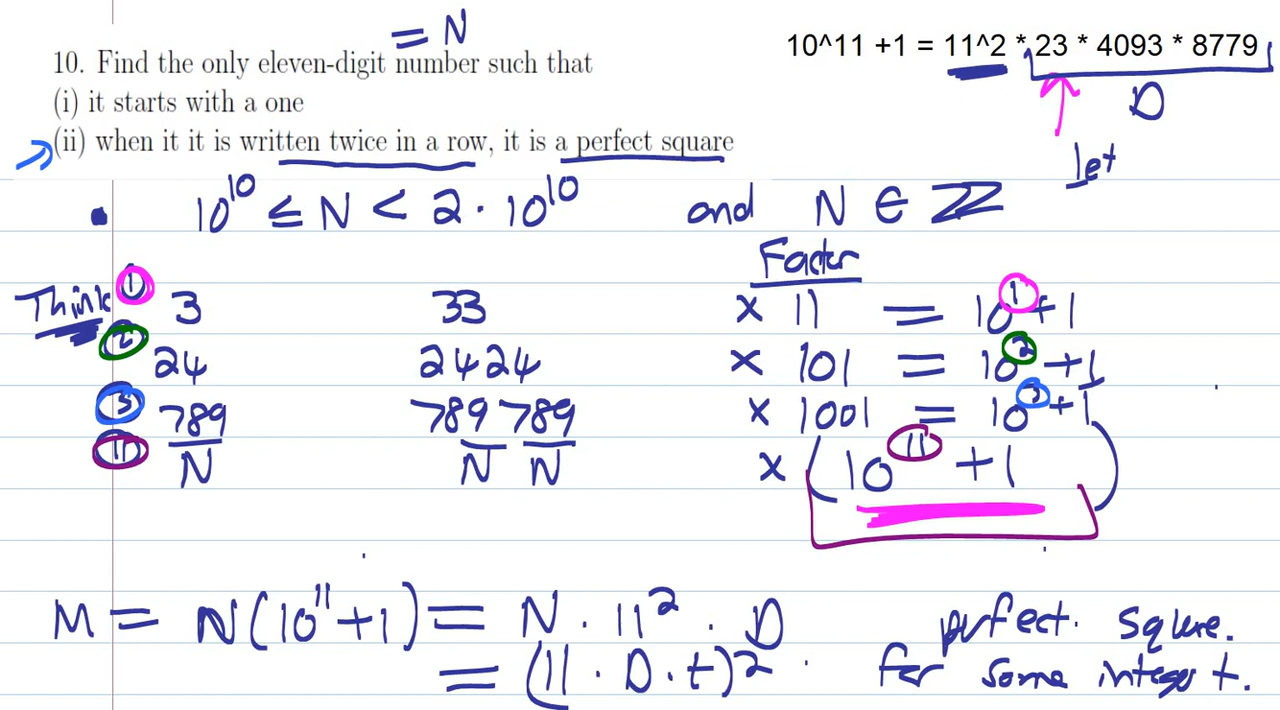 = N
10^11 +1 = 11^2 * 23 * 4093 * 8779
10. Find the only eleven-digit number such that
(i) it starts with a one
D
(ii) when it it is written twice in a row, it is a perfect square
let
10^10 ≤ N < 2 · 10^10 and N ∈ ℤ
Factor
Think ① 3 33 × 11 = 10^1 + 1
② 24 2424 × 101 = 10^2 + 1
③ 789 789 789 × 1001 = 10^3 + 1
⑪ N N N × (10^11 + 1)
M = N(10^11 + 1) = N · 11^2 · D perfect. square.
= (11 · D · t)^2 . for some integer t.